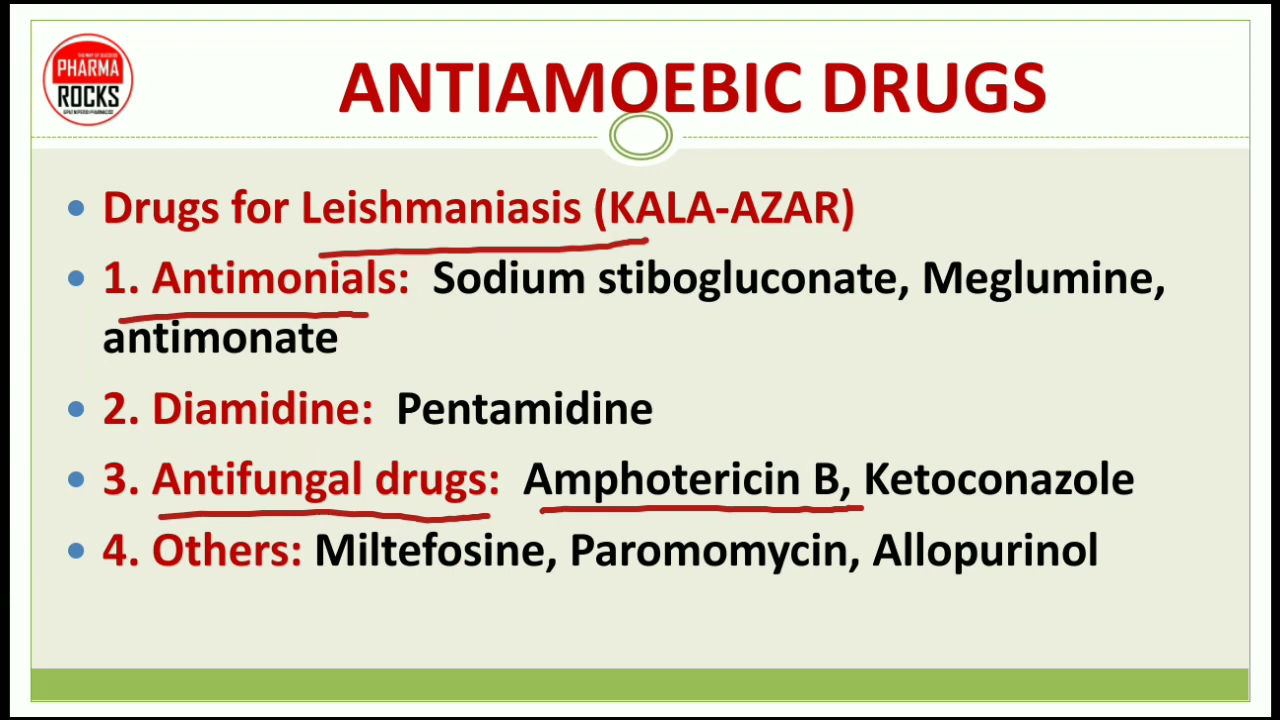 PHARMA
ROCKS
ANTIAMOEBIC DRUGS
• Drugs for Leishmaniasis (KALA-AZAR)
• 1. Antimonials: Sodium stibogluconate, Meglumine,
antimonate
• 2. Diamidine: Pentamidine
• 3. Antifungal drugs: Amphotericin B, Ketoconazole
• 4. Others: Miltefosine, Paromomycin, Allopurinol